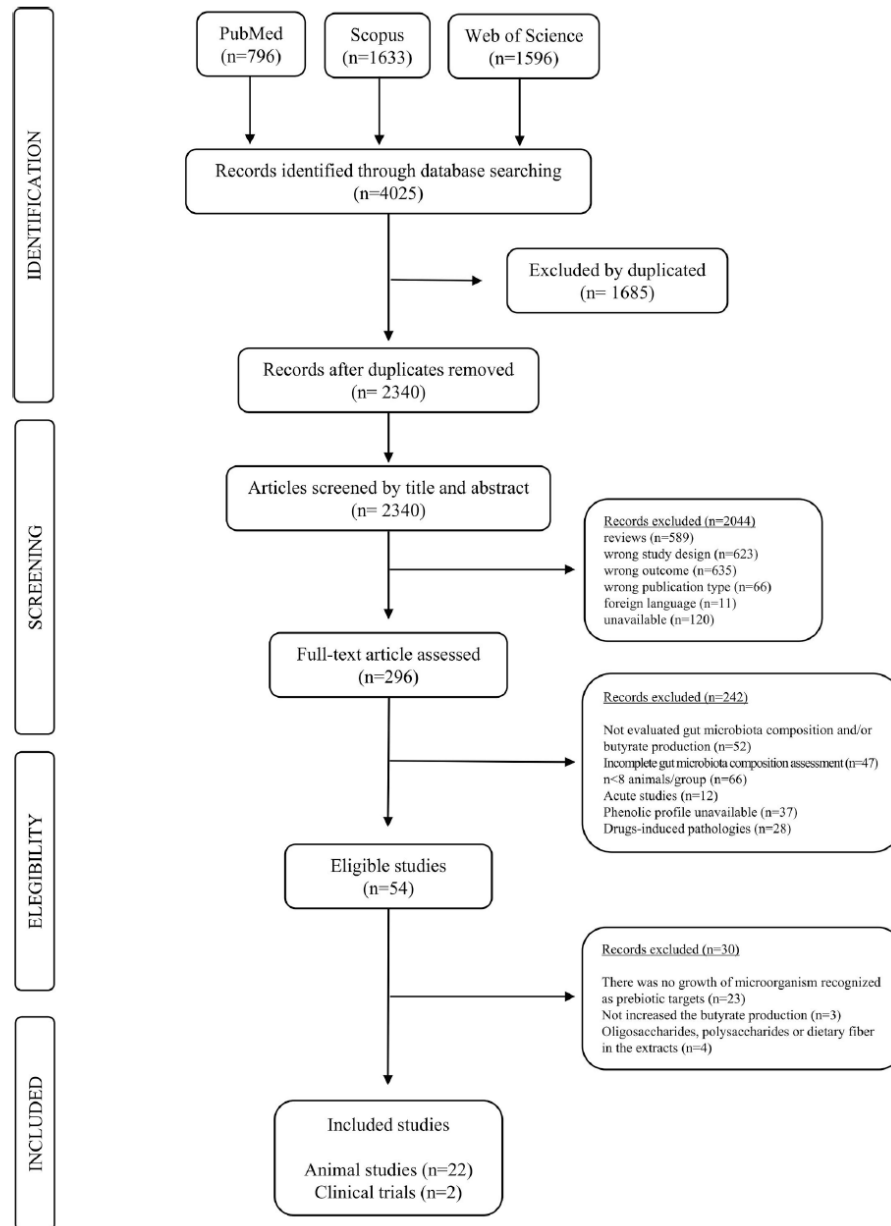 PubMed
(n=796)
Scopus
(n=1633)
Web of Science
(n=1596)
IDENTIFICATION
Records identified through database searching
(n=4025)
Excluded by duplicated
(n= 1685)
Records after duplicates removed
(n= 2340)
SCREENING
Articles screened by title and abstract
(n= 2340)
Records excluded (n=2044)
reviews (n=589)
wrong study design (n=623)
wrong outcome (n=635)
wrong publication type (n=66)
foreign language (n=11)
unavailable (n=120)
Full-text article assessed
(n=296)
Records excluded (n=242)
Not evaluated gut microbiota composition and/or
butyrate production (n=52)
Incomplete gut microbiota composition assessment (n=47)
n<8 animals/group (n=66)
Acute studies (n=12)
Phenolic profile unavailable (n=37)
Drugs-induced pathologies (n=28)
ELEGIBILITY
Eligible studies
(n=54)
Records excluded (n=30)
There was no growth of microorganism recognized
as prebiotic targets (n=23)
Not increased the butyrate production (n=3)
Oligosaccharides, polysaccharides or dietary fiber
in the extracts (n=4)
INCLUDED
Included studies
Animal studies (n=22)
Clinical trials (n=2)